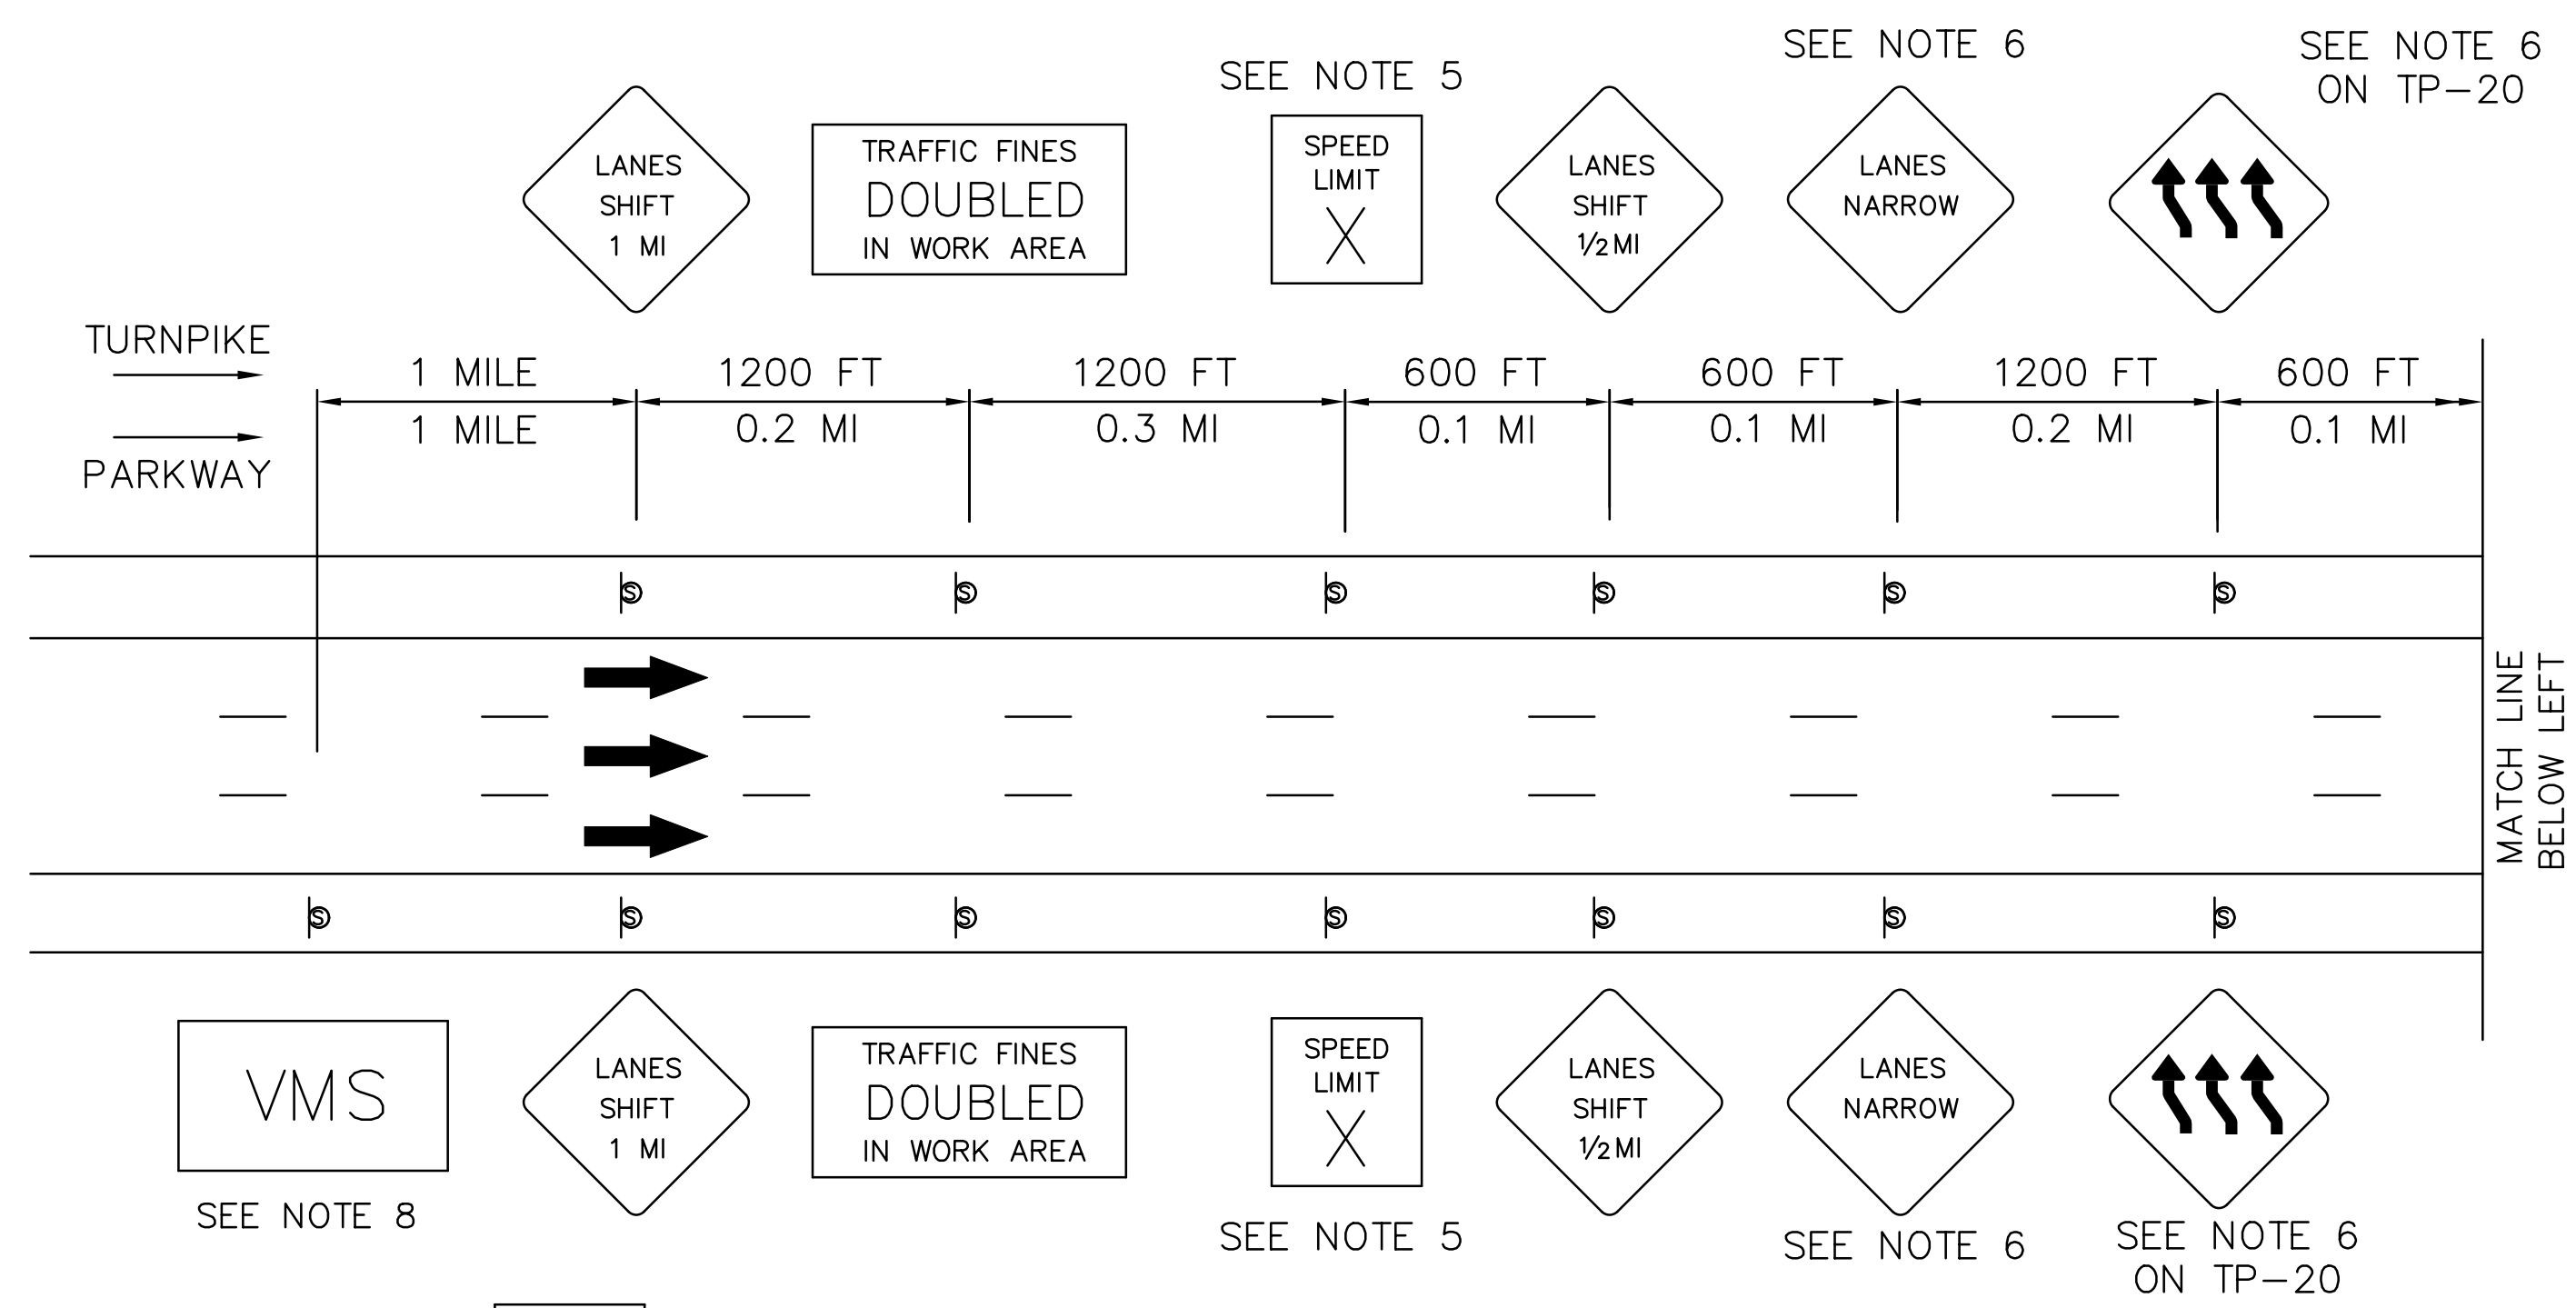 SEE NOTE 5
SEE NOTE 6
SEE NOTE 6
ON TP-20
LANES
SHIFT
1 MI
TRAFFIC FINES
DOUBLED
IN WORK AREA
SPEED
LIMIT
X
LANES
SHIFT
1/2 MI
LANES
NARROW
TURNPIKE
PARKWAY
1 MILE
1200 FT
1200 FT
600 FT
600 FT
1200 FT
600 FT
1 MILE
0.2 MI
0.3 MI
0.1 MI
0.1 MI
0.2 MI
0.1 MI
S
S
S
S
S
S
MATCH LINE
BELOW LEFT
S
S
S
S
S
S
S
VMS
SEE NOTE 8
LANES
SHIFT
1 MI
TRAFFIC FINES
DOUBLED
IN WORK AREA
SPEED
LIMIT
X
SEE NOTE 5
LANES
SHIFT
1/2 MI
LANES
NARROW
SEE NOTE 6
SEE NOTE 6
ON TP-20